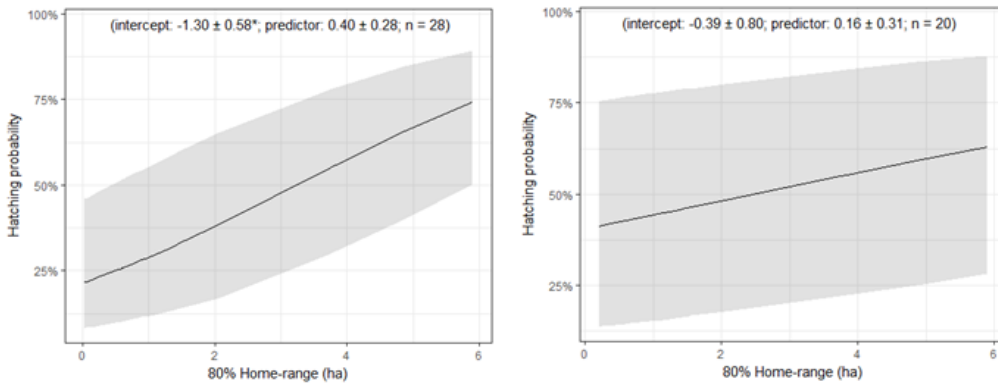 (intercept: -1.30 ± 0.58*; predictor: 0.40 ± 0.28; n = 28)
100%
75%
50%
25%
Hatching probability
0
2
4
6
80% Home-range (ha)
(intercept: -0.39 ± 0.80; predictor: 0.16 ± 0.31; n = 20)
100%
75%
50%
25%
Hatching probability
0
2
4
6
80% Home-range (ha)